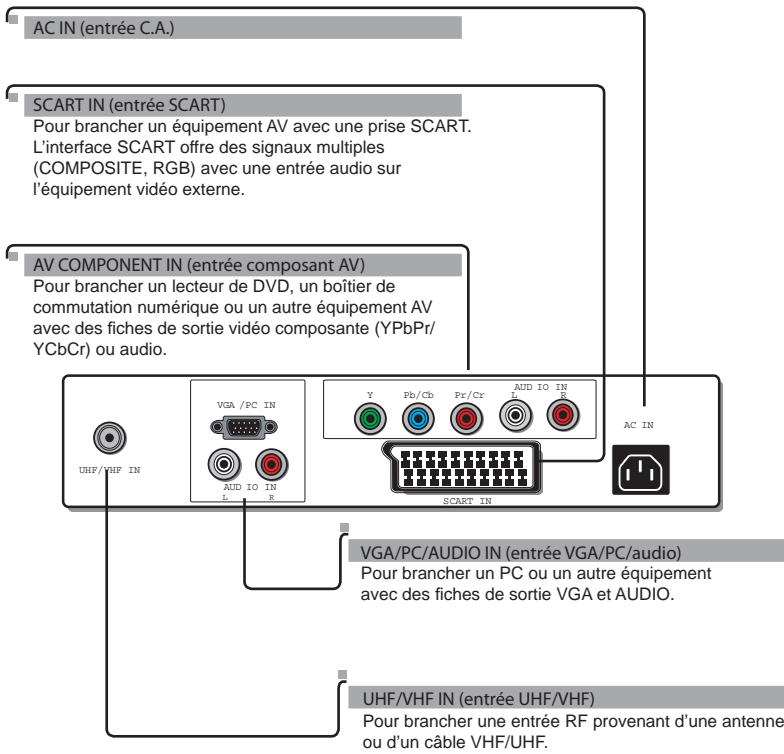 AC IN (entrée C.A.)
SCART IN (entrée SCART)
Pour brancher un équipement AV avec une prise SCART.
L’interface SCART offre des signaux multiples
(COMPOSITE, RGB) avec une entrée audio sur
l’équipement vidéo externe.
AV COMPONENT IN (entrée composant AV)
Pour brancher un lecteur de DVD, un boîtier de
commutation numérique ou un autre équipement AV
avec des fiches de sortie vidéo composante (YPbPr/
YCbCr) ou audio.
UHF/VHF IN
VGA /PC IN
AUD IO IN
L R
Y Pb/Cb Pr/Cr
AUD IO IN
L R
SCART IN
AC IN
VGA/PC/AUDIO IN (entrée VGA/PC/audio)
Pour brancher un PC ou un autre équipement
avec des fiches de sortie VGA et AUDIO.
UHF/VHF IN (entrée UHF/VHF)
Pour brancher une entrée RF provenant d’une antenne
ou d’un câble VHF/UHF.